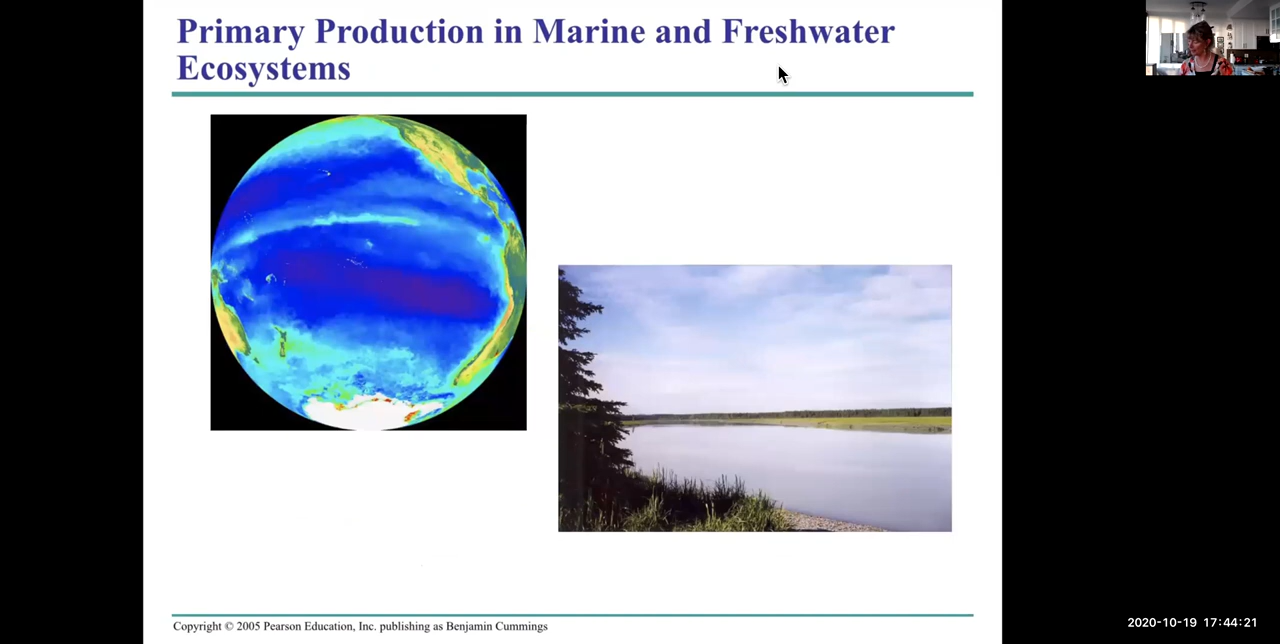 Primary Production in Marine and Freshwater
Ecosystems
Copyright © 2005 Pearson Education, Inc. publishing as Benjamin Cummings
2020-10-19 17:44:21